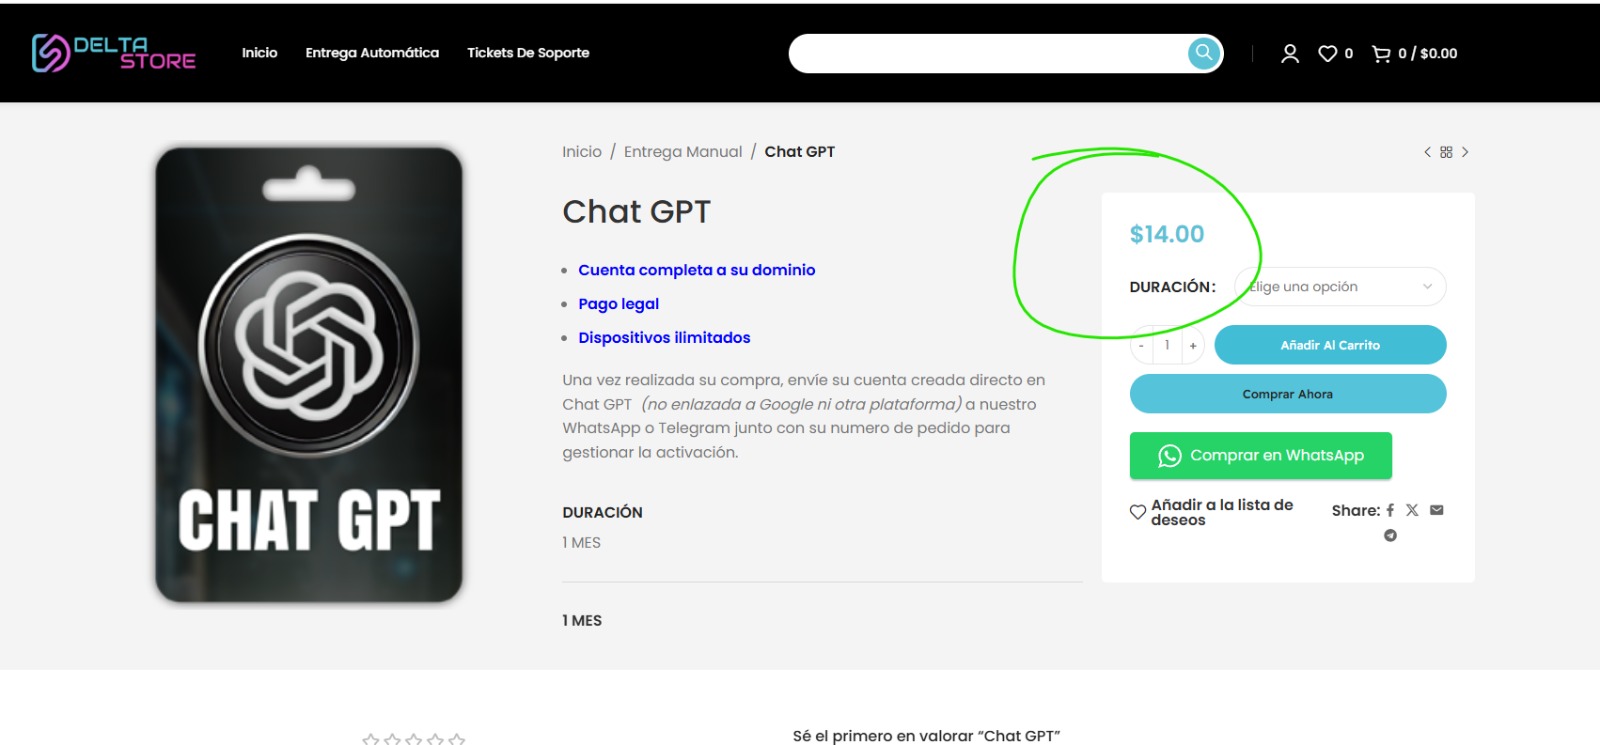 DELTA STORE
Inicio
Entrega Automática
Tickets De Soporte
0
0 / $0.00
Inicio / Entrega Manual / Chat GPT
CHAT GPT
Chat GPT
Cuenta completa a su dominio
Pago legal
Dispositivos ilimitados
Una vez realizada su compra, envíe su cuenta creada directo en
Chat GPT (no enlazada a Google ni otra plataforma) a nuestro
WhatsApp o Telegram junto con su numero de pedido para
gestionar la activación.
DURACIÓN
1 MES
1 MES
$14.00
DURACIÓN: Elige una opción
- 1 +
Añadir Al Carrito
Comprar Ahora
Comprar en WhatsApp
Añadir a la lista de
deseos
Share:
Sé el primero en valorar “Chat GPT”